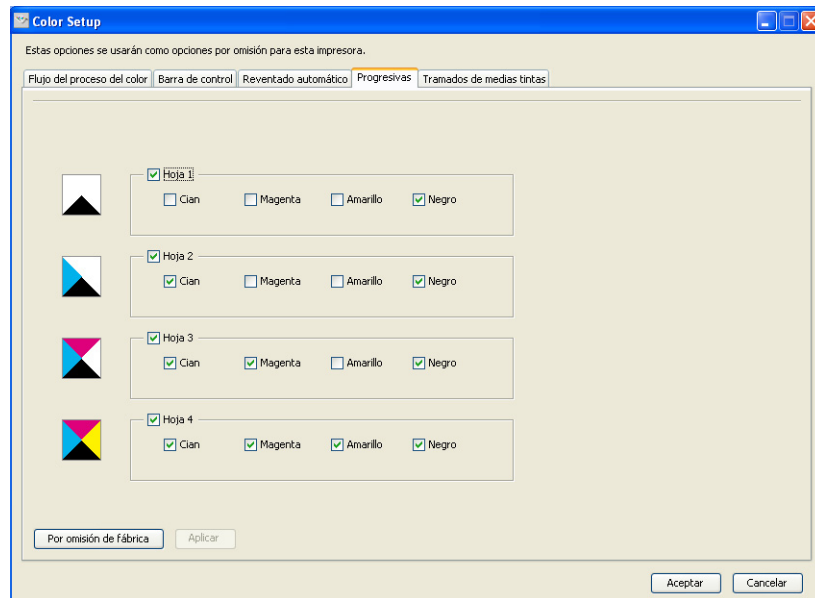 Color Setup
Estas opciones se usarán como opciones por omisión para esta impresora.
Flujo del proceso del color Barra de control Reventado automático Progresivas Tramados de medias tintas
Hoja 1
Cian Magenta Amarillo Negro
Hoja 2
Cian Magenta Amarillo Negro
Hoja 3
Cian Magenta Amarillo Negro
Hoja 4
Cian Magenta Amarillo Negro
Por omisión de fábrica Aplicar
Aceptar Cancelar